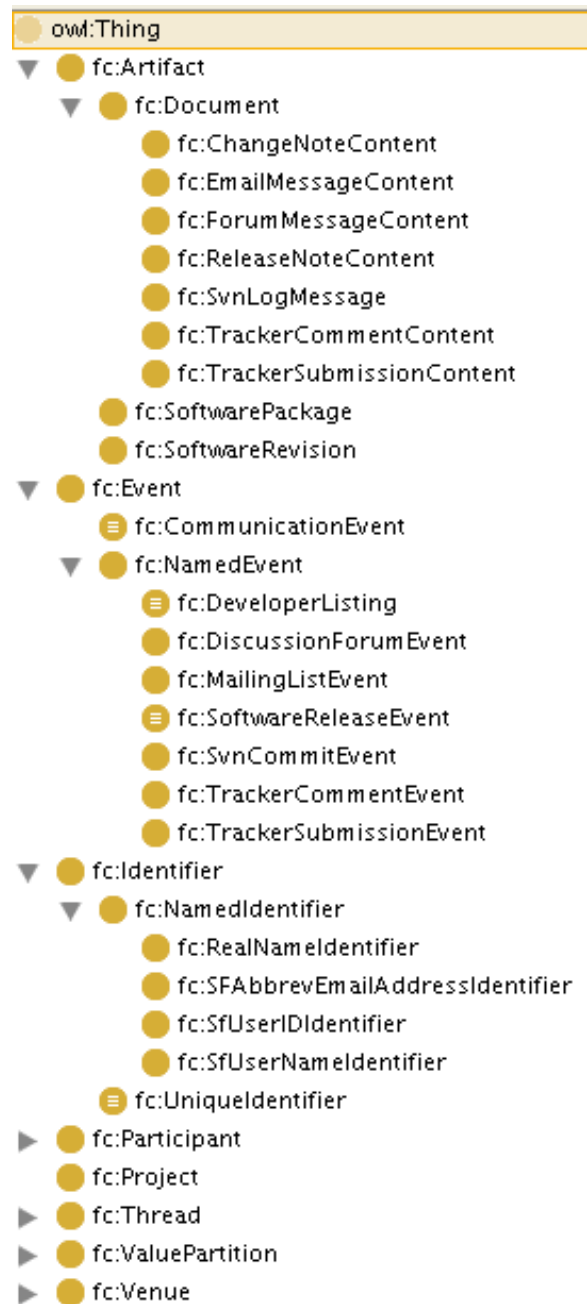 owl:Thing
fc:Artifact
fc:Document
fc:ChangeNoteContent
fc:EmailMessageContent
fc:ForumMessageContent
fc:ReleaseNoteContent
fc:SvnLogMessage
fc:TrackerCommentContent
fc:TrackerSubmissionContent
fc:SoftwarePackage
fc:SoftwareRevision
fc:Event
fc:CommunicationEvent
fc:NamedEvent
fc:DeveloperListing
fc:DiscussionForumEvent
fc:MailingListEvent
fc:SoftwareReleaseEvent
fc:SvnCommitEvent
fc:TrackerCommentEvent
fc:TrackerSubmissionEvent
fc:Identifier
fc:NamedIdentifier
fc:RealNameIdentifier
fc:SFAbbrevEmailAddressIdentifier
fc:SfUserIDIdentifier
fc:SfUserNameIdentifier
fc:UniqueIdentifier
fc:Participant
fc:Project
fc:Thread
fc:ValuePartition
fc:Venue